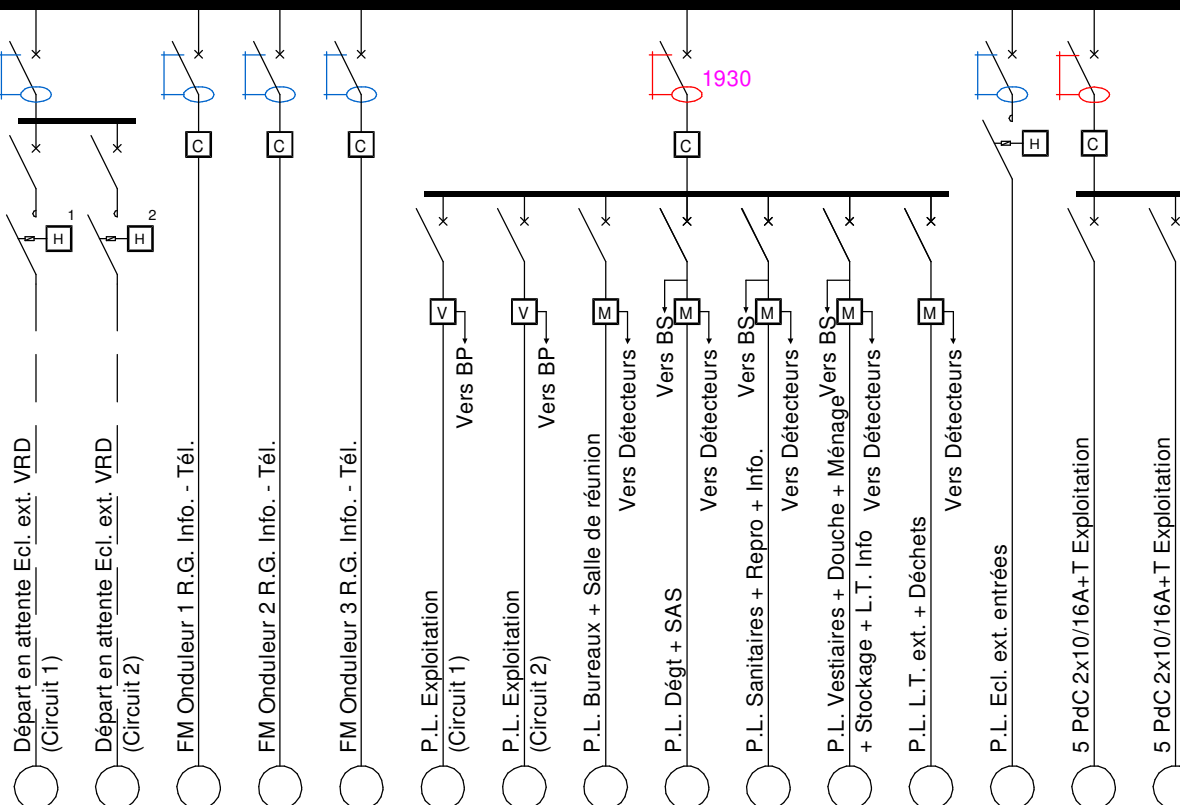 1930
C
C
C
C
H
C
1
H
2
H
V
V
M
M
M
M
M
Vers BP
Vers BP
Vers Détecteurs
Vers BS
Vers Détecteurs
Vers BS
Vers Détecteurs
Vers BS
Vers Détecteurs
Vers Détecteurs
Départ en attente Ecl. ext. VRD
(Circuit 1)
Départ en attente Ecl. ext. VRD
(Circuit 2)
FM Onduleur 1 R.G. Info. - Tél.
FM Onduleur 2 R.G. Info. - Tél.
FM Onduleur 3 R.G. Info. - Tél.
P.L. Exploitation
(Circuit 1)
P.L. Exploitation
(Circuit 2)
P.L. Bureaux + Salle de réunion
P.L. Dégt + SAS
P.L. Sanitaires + Repro + Info.
P.L. Vestiaires + Douche + Ménage
+ Stockage + L.T. Info
P.L. L.T. ext. + Déchets
P.L. Ecl. ext. entrées
5 PdC 2x10/16A+T Exploitation
5 PdC 2x10/16A+T Exploitation